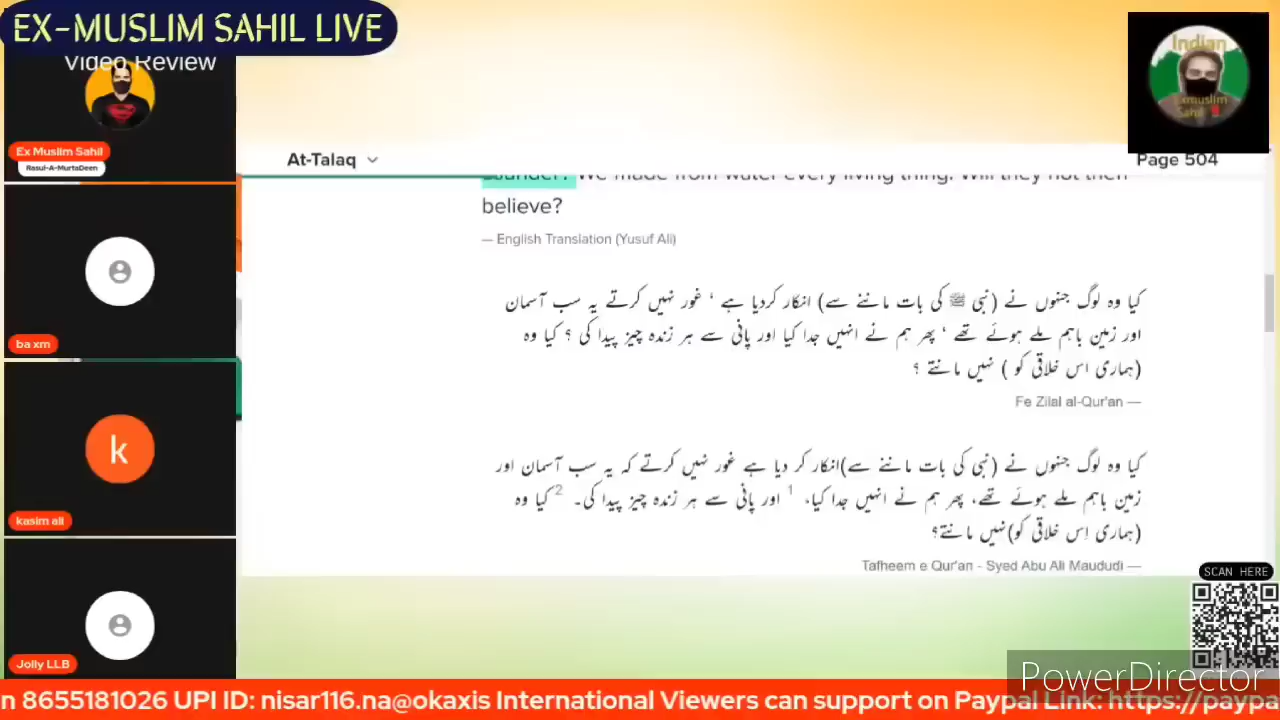 EX-MUSLIM SAHIL LIVE
Video Review
Ex Muslim Sahil
Rasul-A-MurtaDeen
ba xm
kasim ali
Jolly LLB
Indian
Exmuslim
Sahil
At-Talaq
Page 504
asunder? We made from water every living thing. Will they not then
believe?
— English Translation (Yusuf Ali)
کیا وہ لوگ جنہوں نے (نبی ﷺ کی بات ماننے سے) انکار کردیا ہے ‘ غور نہیں کرتے یہ سب آسمان
اور زمین باہم ملے ہوئے تھے ‘ پھر ہم نے انہیں جدا کیا اور پانی سے ہر زندہ چیز پیدا کی ؟ کیا وہ
(ہماری اس خلاقی کو ) نہیں مانتے ؟
Fe Zilal al-Qur'an —
کیا وہ لوگ جنہوں نے (نبی کی بات ماننے سے)انکار کر دیا ہے غور نہیں کرتے کہ یہ سب آسمان اور
زمین باہم ملے ہوئے تھے، پھر ہم نے انہیں جدا کیا، 1 اور پانی سے ہر زندہ چیز پیدا کی۔ 2 کیا وہ
(ہماری اِس خلاقی کو)نہیں مانتے؟
Tafheem e Qur'an - Syed Abu Ali Maududi —
SCAN HERE
PowerDirector
n 8655181026 UPI ID: nisar116.na@okaxis International Viewers can support on Paypal Link: https://paypa